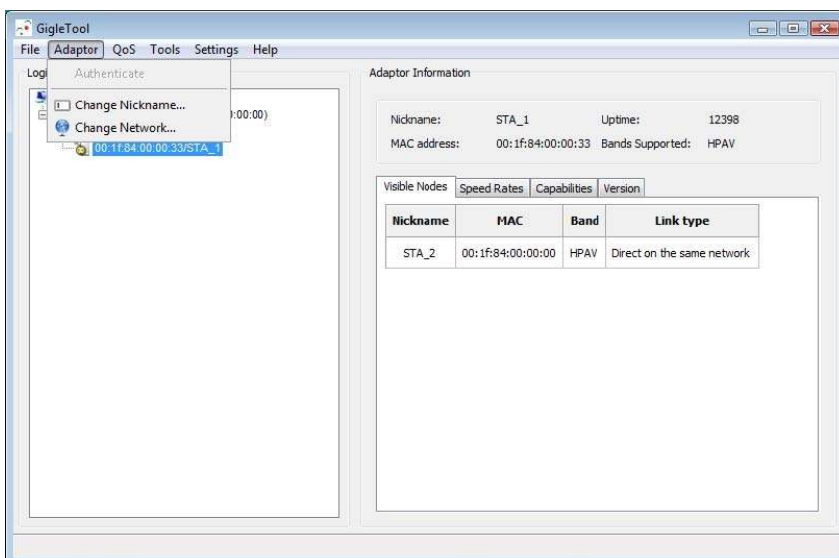 GigleTool
File Adaptor QoS Tools Settings Help
Authenticate
Change Nickname...
Change Network...
Logi
0:00:00)
00:1f:84:00:00:33/STA_1
Adaptor Information
Nickname: STA_1 Uptime: 12398
MAC address: 00:1f:84:00:00:33 Bands Supported: HPAV
Visible Nodes Speed Rates Capabilities Version
Nickname MAC Band Link type
STA_2 00:1f:84:00:00:00 HPAV Direct on the same network